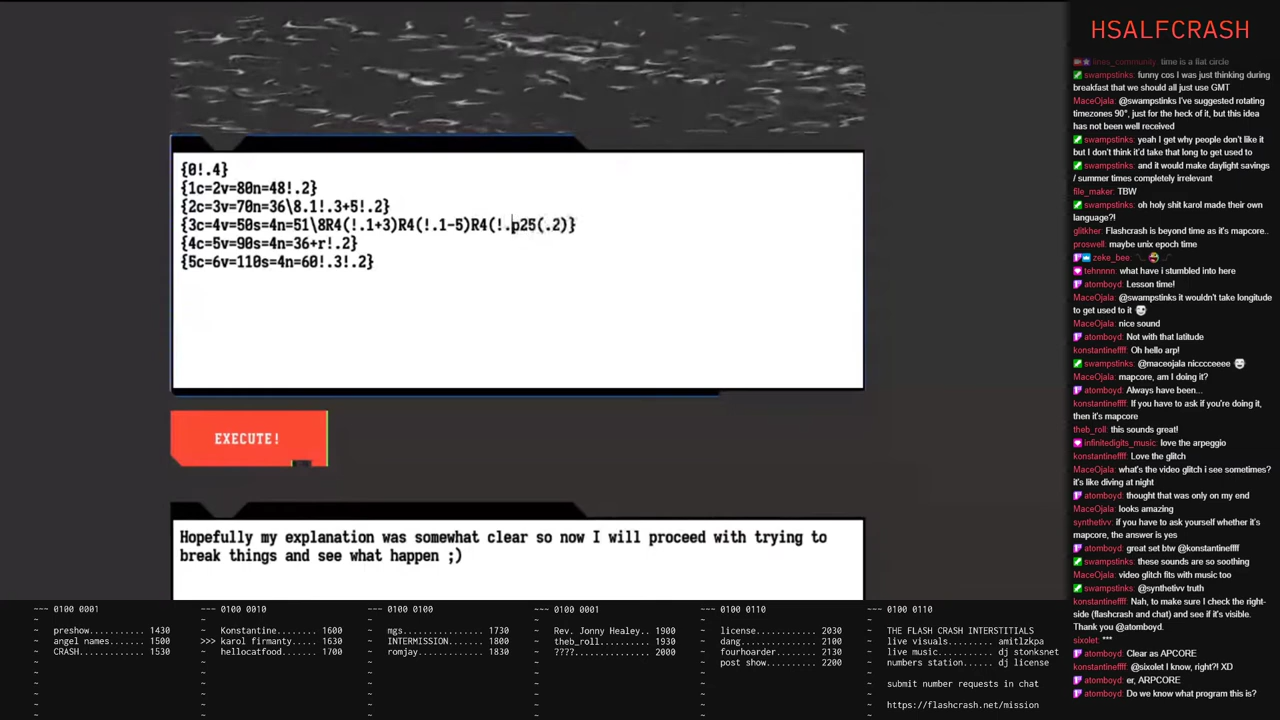 HSALFCRASH
lines_community: time is a flat circle
swampstinks: funny cos I was just thinking during
breakfast that we should all just use GMT
MaceOjala: @swampstinks I've suggested rotating
timezones 90°, just for the heck of it, but this idea
has not been well received
swampstinks: yeah I get why people don't like it
but I don't think it'd take that long to get used to
swampstinks: and it would make daylight savings
/ summer times completely irrelevant
file_maker: TBW
swampstinks: oh holy shit karol made their own
language?!
glitkher: Flashcrash is beyond time as it's mapcore..
proswell: maybe unix epoch time
zeke_bee:
tehnnnn: what have i stumbled into here
atomboyd: Lesson time!
MaceOjala: @swampstinks it wouldn't take longitude
to get used to it
MaceOjala: nice sound
atomboyd: Not with that latitude
konstantineffff: Oh hello arp!
swampstinks: @maceojala nicccceeee
MaceOjala: mapcore, am I doing it?
atomboyd: Always have been...
konstantineffff: If you have to ask if you're doing it,
then it's mapcore
theb_roll: this sounds great!
infinitedigits_music: love the arpeggio
konstantineffff: Love the glitch
MaceOjala: what's the video glitch i see sometimes?
it's like diving at night
atomboyd: thought that was only on my end
MaceOjala: looks amazing
synthetivv: if you have to ask yourself whether it's
mapcore, the answer is yes
atomboyd: great set btw @konstantineffff
swampstinks: these sounds are so soothing
MaceOjala: video glitch fits with music too
swampstinks: @synthetivv truth
konstantineffff: Nah, to make sure I check the right-
side (flashcrash and chat) and see if it's visible.
Thank you @atomboyd.
sixolet: ***
atomboyd: Clear as APCORE
konstantineffff: @sixolet I know, right?! XD
atomboyd: er, ARPCORE
atomboyd: Do we know what program this is?
{0!.4}
{1c=2v=80n=48!.2}
{2c=3v=70n=36\8.1!.3+5!.2}
{3c=4v=50s=4n=51\8R4(!.1+3)R4(!.1-5)R4(!.p25(.2)}
{4c=5v=90s=4n=36+r!.2}
{5c=6v=110s=4n=60!.3!.2}
EXECUTE!
Hopefully my explanation was somewhat clear so now I will proceed with trying to
break things and see what happen ;)
~~~ 0100 0001
~ preshow.......... 1430
~ angel names...... 1500
~ CRASH............ 1530
~~~ 0100 0010
~ Konstantine....... 1600
>>> karol firmanty.... 1630
~ hellocatfood...... 1700
~~~ 0100 0100
~ mgs............... 1730
~ INTERMISSION...... 1800
~ romjay............ 1830
~~~ 0100 0001
~ Rev. Jonny Healey.. 1900
~ theb_roll.......... 1930
~ ????............... 2000
~~~ 0100 0110
~ license........... 2030
~ dang.............. 2100
~ fourhoarder....... 2130
~ post show......... 2200
~~~ 0100 0110
~ THE FLASH CRASH INTERSTITIALS
~ live visuals..... amitlzkpa
~ live music....... dj stonksnet
~ numbers station...... dj license
~ submit number requests in chat
~ https://flashcrash.net/mission